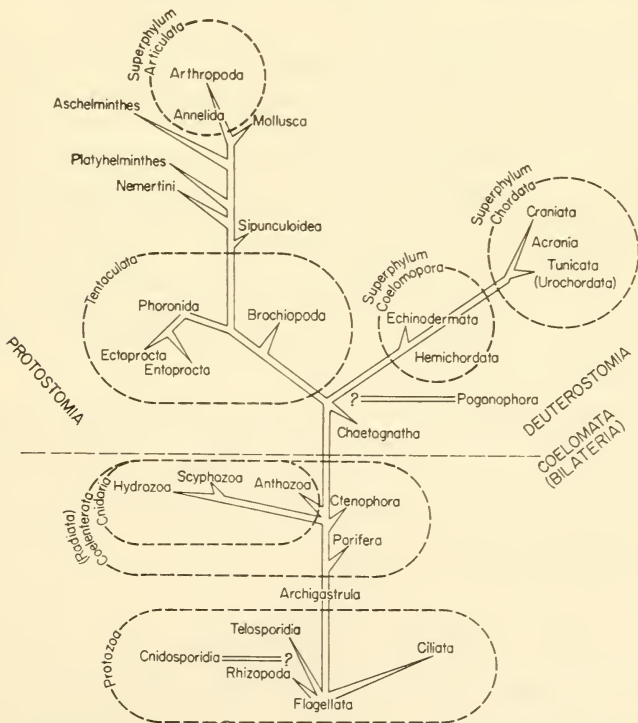 Superphylum
Articulata
Arthropoda
Aschelminthes
Annelida
Mollusca
Platyhelminthes
Nemertini
Sipunculoidea
Superphylum
Chordata
Craniata
Acrania
Tunicata
(Urochordata)
Tentaculata
Phoronida
Brochiopoda
Ectoprocta
Entoprocta
Superphylum
Coelomopora
Echinodermata
Hemichordata
PROTOSTOMIA
? Pogonophora
Chaetognatha
DEUTEROSTOMIA
COELOMATA
(BILATERIA)
Cnidaria
Coelenterata
(Radiata)
Scyphozoa
Hydrozoa
Anthozoa
Ctenophora
Porifera
Archigastrula
Protozoa
Telosporidia
Cnidosporidia ?
Rhizopoda
Ciliata
Flagellata